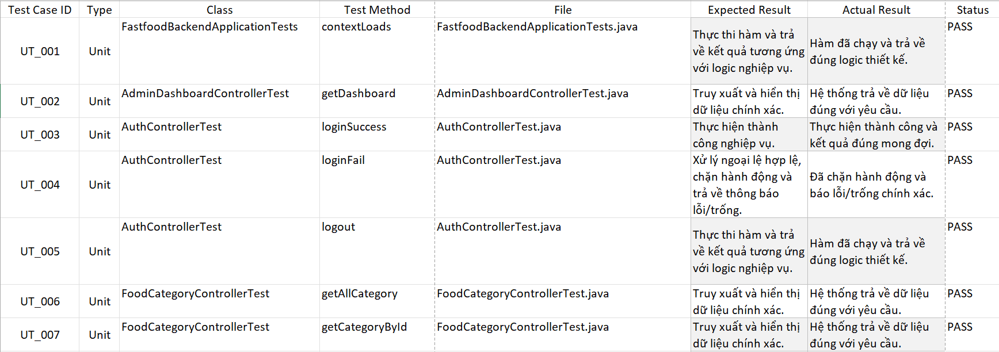 Test Case ID Type Class Test Method File Expected Result Actual Result Status
UT_001 Unit FastfoodBackendApplicationTests contextLoads FastfoodBackendApplicationTests.java Thực thi hàm và trả
về kết quả tương ứng
với logic nghiệp vụ. Hàm đã chạy và trả về
đúng logic thiết kế. PASS
UT_002 Unit AdminDashboardControllerTest getDashboard AdminDashboardControllerTest.java Truy xuất và hiển thị
dữ liệu chính xác. Hệ thống trả về dữ liệu
đúng với yêu cầu. PASS
UT_003 Unit AuthControllerTest loginSuccess AuthControllerTest.java Thực hiện thành
công nghiệp vụ. Thực hiện thành công và
kết quả đúng mong đợi. PASS
UT_004 Unit AuthControllerTest loginFail AuthControllerTest.java Xử lý ngoại lệ hợp lệ,
chặn hành động và
trả về thông báo
lỗi/trống. Đã chặn hành động và
báo lỗi/trống chính xác. PASS
UT_005 Unit AuthControllerTest logout AuthControllerTest.java Thực thi hàm và trả
về kết quả tương ứng
với logic nghiệp vụ. Hàm đã chạy và trả về
đúng logic thiết kế. PASS
UT_006 Unit FoodCategoryControllerTest getAllCategory FoodCategoryControllerTest.java Truy xuất và hiển thị
dữ liệu chính xác. Hệ thống trả về dữ liệu
đúng với yêu cầu. PASS
UT_007 Unit FoodCategoryControllerTest getCategoryById FoodCategoryControllerTest.java Truy xuất và hiển thị
dữ liệu chính xác. Hệ thống trả về dữ liệu
đúng với yêu cầu. PASS